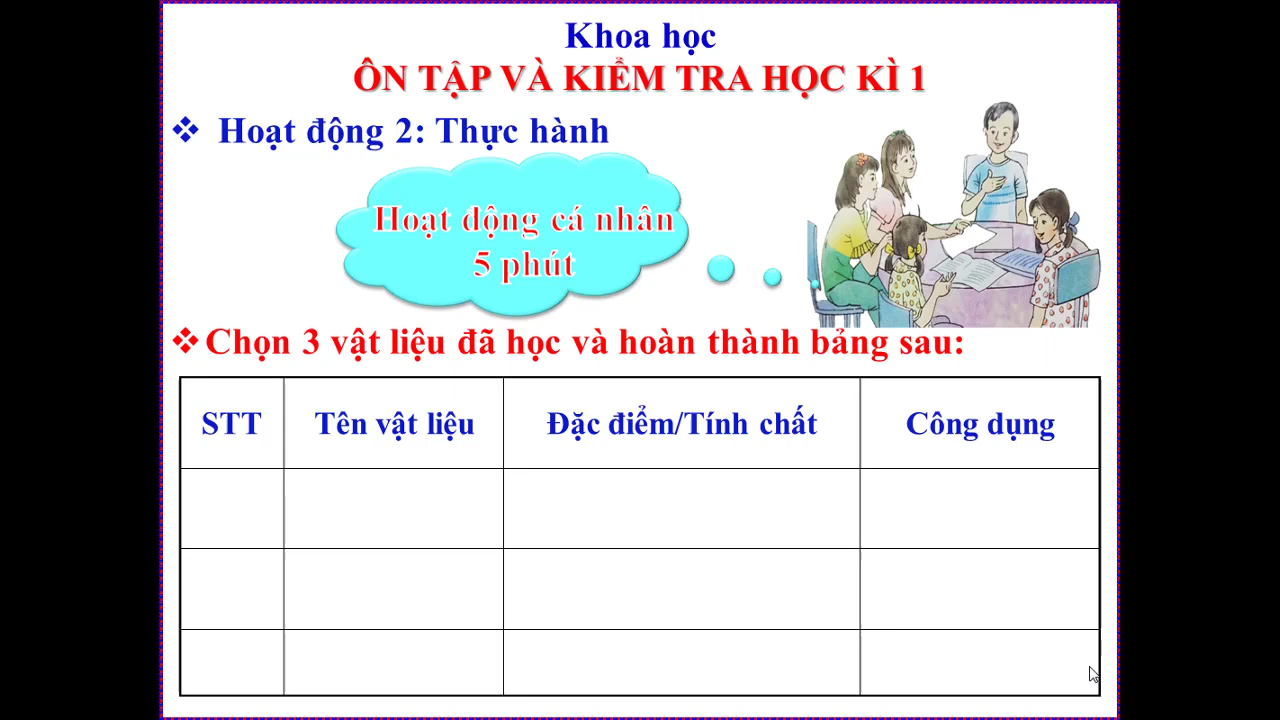 Khoa học
ÔN TẬP VÀ KIỂM TRA HỌC KÌ 1
❖ Hoạt động 2: Thực hành
Hoạt động cá nhân
5 phút
❖ Chọn 3 vật liệu đã học và hoàn thành bảng sau:
STT Tên vật liệu Đặc điểm/Tính chất Công dụng